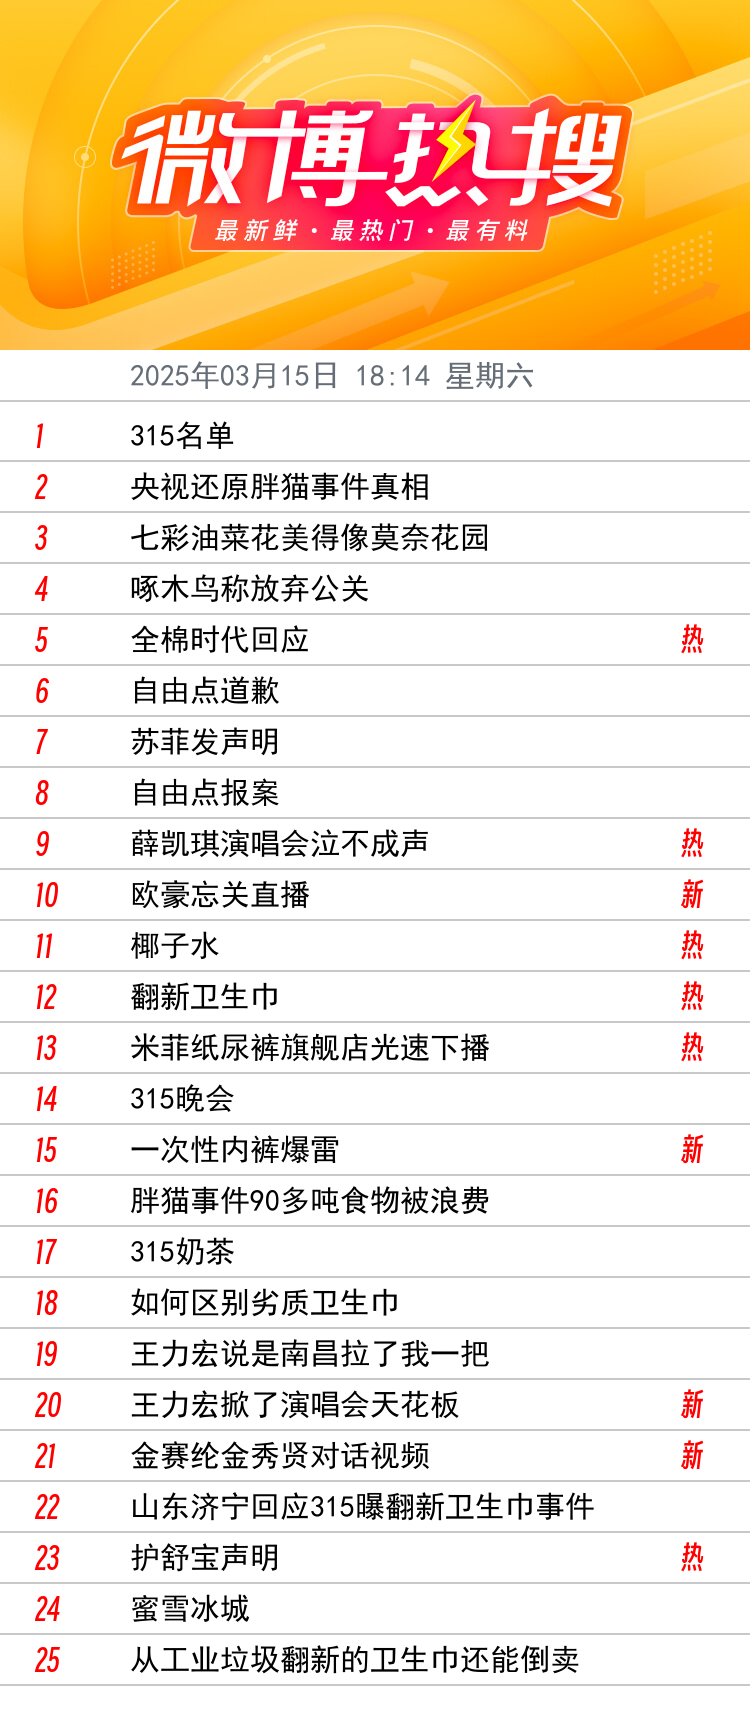 微博热搜
最新鲜·最热门·最有料
2025年03月15日 18:14 星期六
1 315名单
2 央视还原胖猫事件真相
3 七彩油菜花美得像莫奈花园
4 啄木鸟称放弃公关
5 全棉时代回应 热
6 自由点道歉
7 苏菲发声明
8 自由点报案
9 薛凯琪演唱会泣不成声 热
10 欧豪忘关直播 新
11 椰子水 热
12 翻新卫生巾 热
13 米菲纸尿裤旗舰店光速下播 热
14 315晚会
15 一次性内裤爆雷 新
16 胖猫事件90多吨食物被浪费
17 315奶茶
18 如何区别劣质卫生巾
19 王力宏说是南昌拉了我一把
20 王力宏掀了演唱会天花板 新
21 金赛纶金秀贤对话视频 新
22 山东济宁回应315曝翻新卫生巾事件
23 护舒宝声明 热
24 蜜雪冰城
25 从工业垃圾翻新的卫生巾还能倒卖